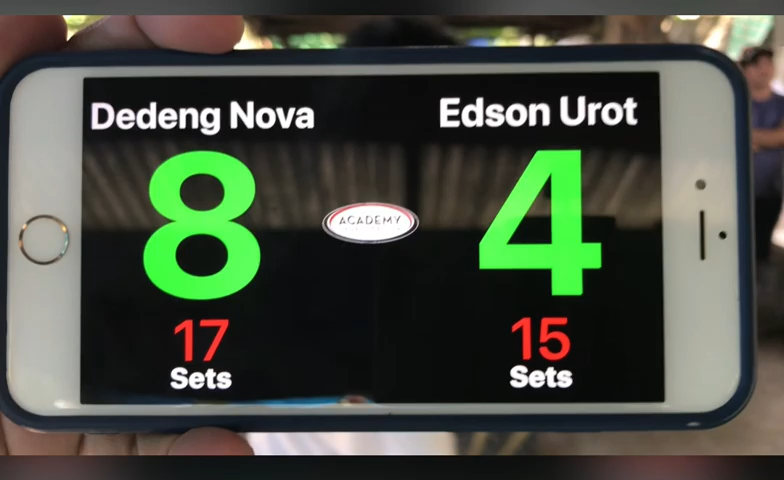 Dedeng Nova
Edson Urot
8
4
ACADEMY
17
15
Sets
Sets